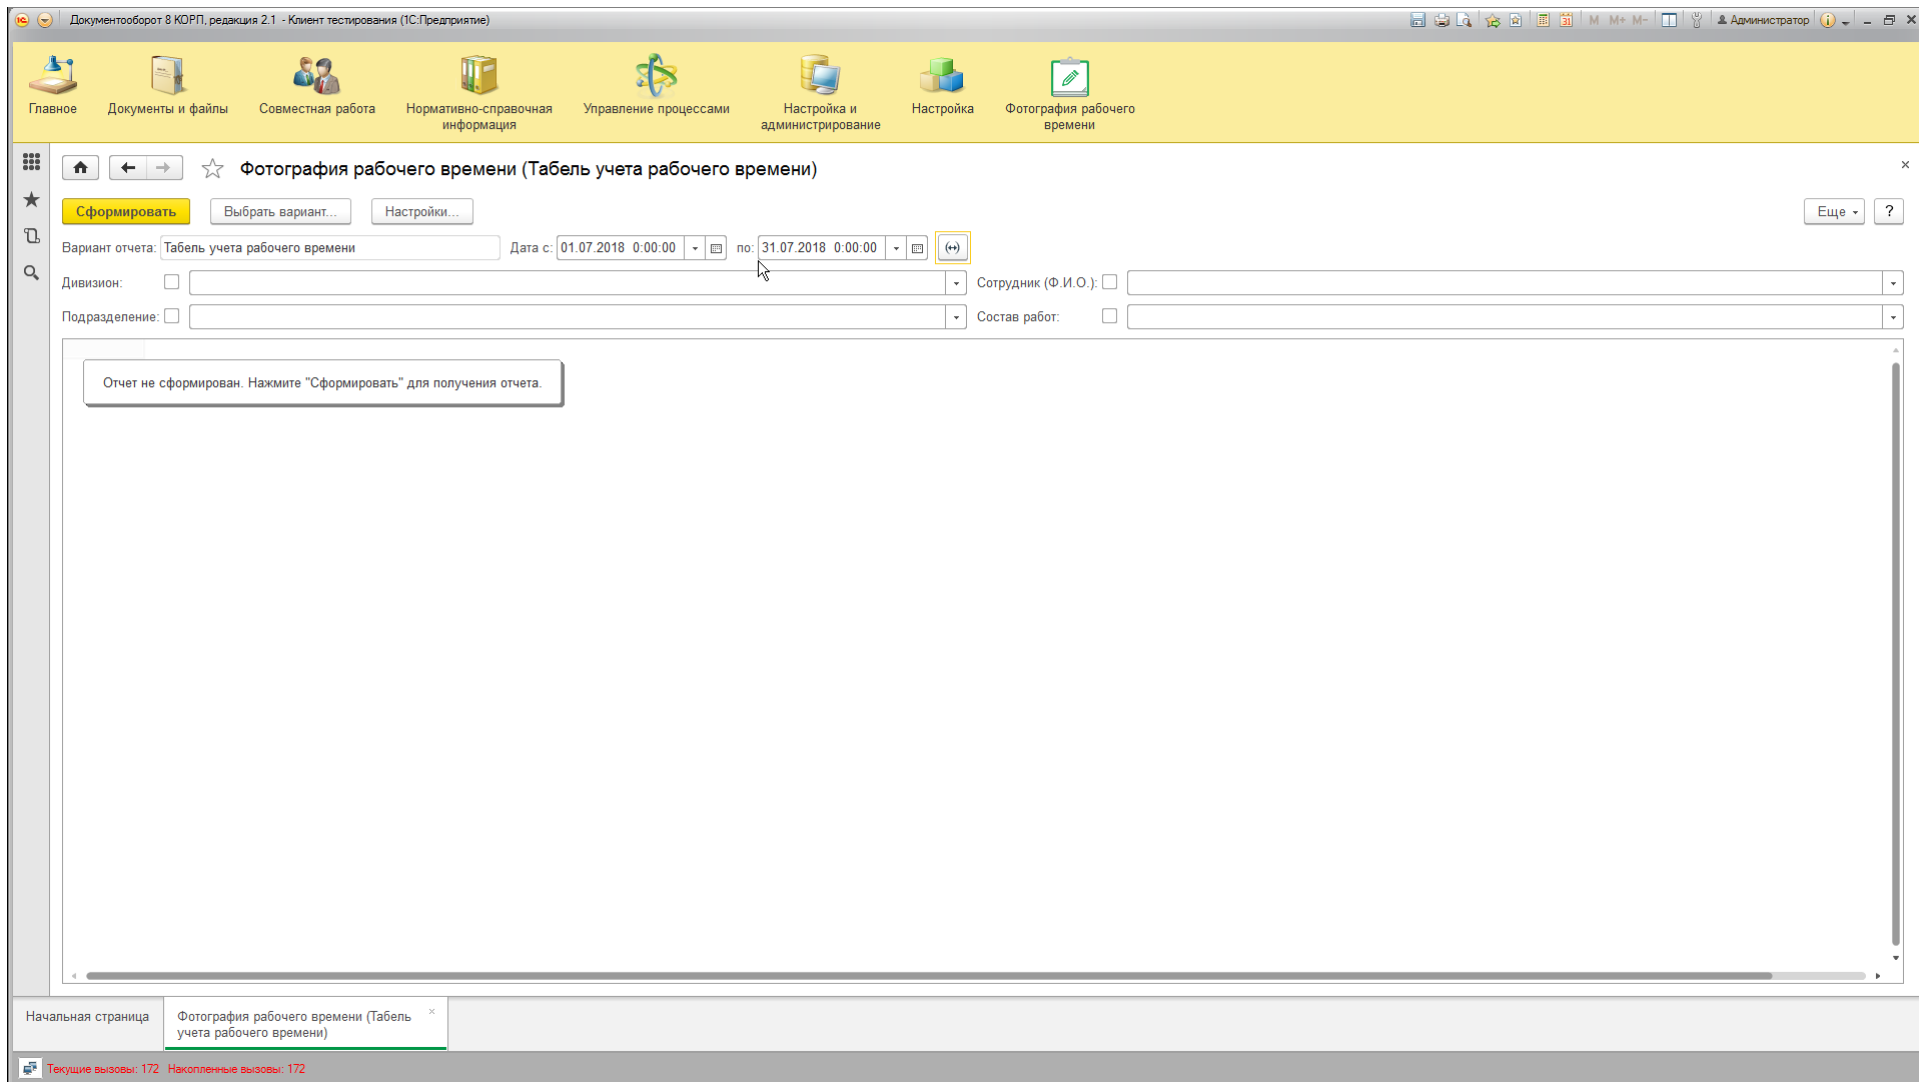 Документооборот 8 КОРП, редакция 2.1 - Клиент тестирования (1С:Предприятие)
M M+ M- Администратор
Главное
Документы и файлы
Совместная работа
Нормативно-справочная
информация
Управление процессами
Настройка и
администрирование
Настройка
Фотография рабочего
времени
Фотография рабочего времени (Табель учета рабочего времени)
Сформировать Выбрать вариант... Настройки... Еще ?
Вариант отчета: Табель учета рабочего времени Дата с: 01.07.2018 0:00:00 по: 31.07.2018 0:00:00
Дивизион: Сотрудник (Ф.И.О.):
Подразделение: Состав работ:
Отчет не сформирован. Нажмите "Сформировать" для получения отчета.
Начальная страница
Фотография рабочего времени (Табель
учета рабочего времени)
Текущие вызовы: 172 Накопленные вызовы: 172